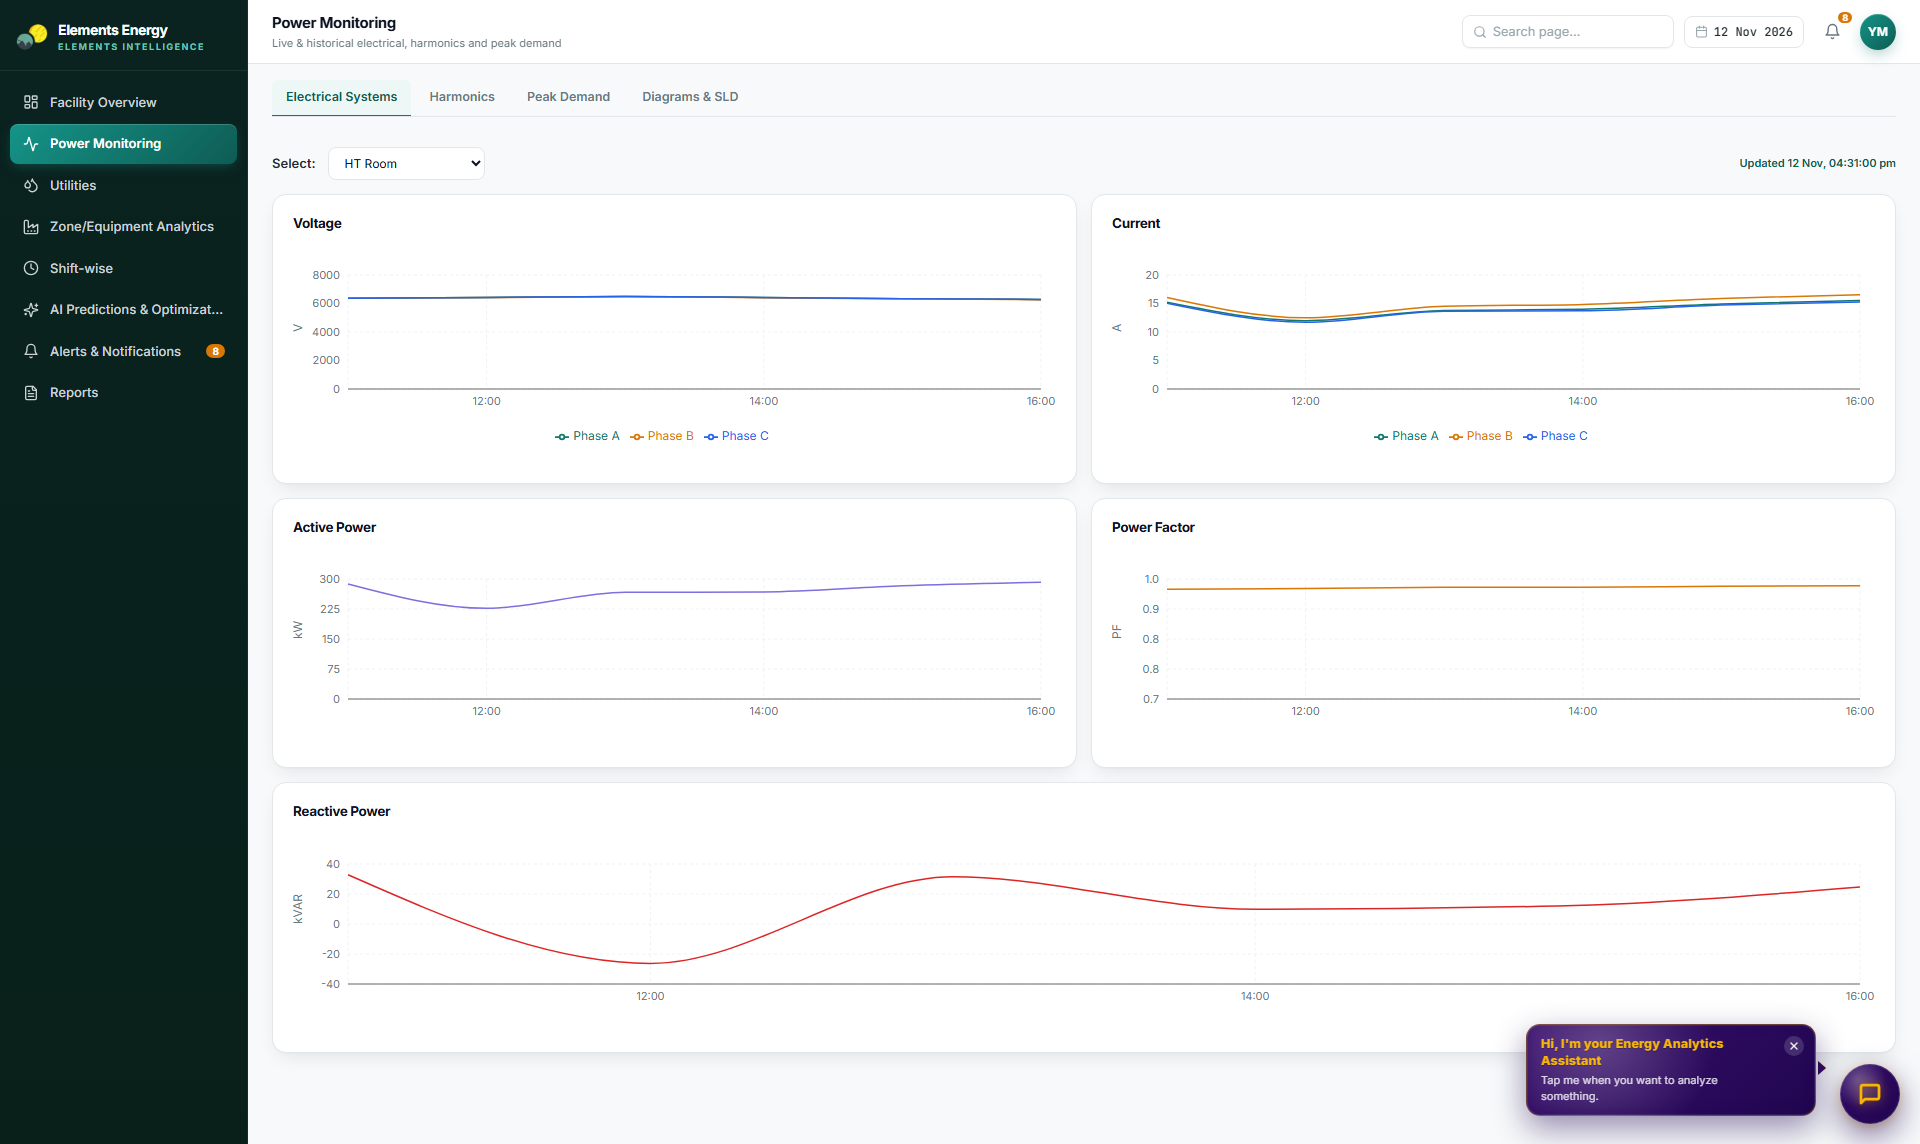 Elements Energy
ELEMENTS INTELLIGENCE
Facility Overview
Power Monitoring
Utilities
Zone/Equipment Analytics
Shift-wise
AI Predictions & Optimizat...
Alerts & Notifications 8
Reports
Power Monitoring
Live & historical electrical, harmonics and peak demand
Search page...
12 Nov 2026
8
YM
Electrical Systems Harmonics Peak Demand Diagrams & SLD
Select: HT Room
Updated 12 Nov, 04:31:00 pm
Voltage
8000
6000
4000
2000
0
V
12:00 14:00 16:00
Phase A Phase B Phase C
Current
20
15
10
5
0
A
12:00 14:00 16:00
Phase A Phase B Phase C
Active Power
300
225
150
75
0
kW
12:00 14:00 16:00
Power Factor
1.0
0.9
0.8
0.8
0.7
PF
12:00 14:00 16:00
Reactive Power
40
20
0
-20
-40
kVAR
12:00 14:00 16:00
Hi, I'm your Energy Analytics
Assistant
Tap me when you want to analyze
something.